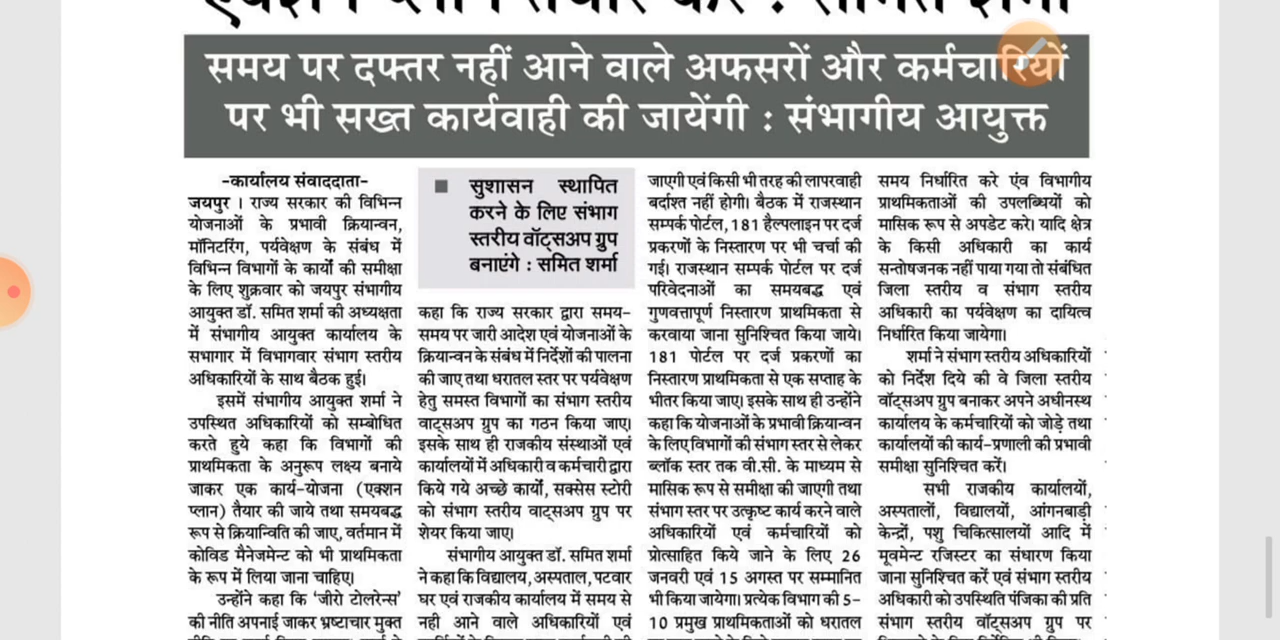 एक्शन प्लान तैयार करें : समित शर्मा
समय पर दफ्तर नहीं आने वाले अफसरों और कर्मचारियों
पर भी सख्त कार्यवाही की जायेंगी : संभागीय आयुक्त
-कार्यालय संवाददाता-
जयपुर । राज्य सरकार की विभिन्न
योजनाओं के प्रभावी क्रियान्वन,
मॉनिटरिंग, पर्यवेक्षण के संबंध में
विभिन्न विभागों के कार्यों की समीक्षा
के लिए शुक्रवार को जयपुर संभागीय
आयुक्त डॉ. समित शर्मा की अध्यक्षता
में संभागीय आयुक्त कार्यालय के
सभागार में विभागवार संभाग स्तरीय
अधिकारियों के साथ बैठक हुई।
इसमें संभागीय आयुक्त शर्मा ने
उपस्थित अधिकारियों को सम्बोधित
करते हुये कहा कि विभागों की
प्राथमिकता के अनुरूप लक्ष्य बनाये
जाकर एक कार्य-योजना (एक्शन
प्लान) तैयार की जाये तथा समयबद्ध
रूप से क्रियान्विति की जाए, वर्तमान में
कोविड मैनेजमेन्ट को भी प्राथमिकता
के रूप में लिया जाना चाहिए।
उन्होंने कहा कि ‘जीरो टोलरेन्स’
की नीति अपनाई जाकर भ्रष्टाचार मुक्त
■ सुशासन स्थापित
करने के लिए संभाग
स्तरीय वॉट्सअप ग्रुप
बनाएंगे : समित शर्मा
कहा कि राज्य सरकार द्वारा समय-
समय पर जारी आदेश एवं योजनाओं के
क्रियान्वन के संबंध में निर्देशों की पालना
की जाए तथा धरातल स्तर पर पर्यवेक्षण
हेतु समस्त विभागों का संभाग स्तरीय
वाट्सअप ग्रुप का गठन किया जाए।
इसके साथ ही राजकीय संस्थाओं एवं
कार्यालयों में अधिकारी व कर्मचारी द्वारा
किये गये अच्छे कार्यों, सक्सेस स्टोरी
को संभाग स्तरीय वाट्सअप ग्रुप पर
शेयर किया जाए।
संभागीय आयुक्त डॉ. समित शर्मा
ने कहा कि विद्यालय, अस्पताल, पटवार
घर एवं राजकीय कार्यालय में समय से
नही आने वाले अधिकारियों एवं
जाएगी एवं किसी भी तरह की लापरवाही
बर्दाश्त नहीं होगी। बैठक में राजस्थान
सम्पर्क पोर्टल, 181 हैल्पलाइन पर दर्ज
प्रकरणों के निस्तारण पर भी चर्चा की
गई। राजस्थान सम्पर्क पोर्टल पर दर्ज
परिवेदनाओं का समयबद्ध एवं
गुणवत्तापूर्ण निस्तारण प्राथमिकता से
करवाया जाना सुनिश्चित किया जाये।
181 पोर्टल पर दर्ज प्रकरणों का
निस्तारण प्राथमिकता से एक सप्ताह के
भीतर किया जाए। इसके साथ ही उन्होंने
कहा कि योजनाओं के प्रभावी क्रियान्वन
के लिए विभागों की संभाग स्तर से लेकर
ब्लॉक स्तर तक वी.सी. के माध्यम से
मासिक रूप से समीक्षा की जाएगी तथा
संभाग स्तर पर उत्कृष्ट कार्य करने वाले
अधिकारियों एवं कर्मचारियों को
प्रोत्साहित किये जाने के लिए 26
जनवरी एवं 15 अगस्त पर सम्मानित
भी किया जायेगा। प्रत्येक विभाग की 5-
10 प्रमुख प्राथमिकताओं को धरातल
समय निर्धारित करे एंव विभागीय
प्राथमिकताओं की उपलब्धियों को
मासिक रूप से अपडेट करे। यादि क्षेत्र
के किसी अधिकारी का कार्य
सन्तोषजनक नहीं पाया गया तो संबंधित
जिला स्तरीय व संभाग स्तरीय
अधिकारी का पर्यवेक्षण का दायित्व
निर्धारित किया जायेगा।
शर्मा ने संभाग स्तरीय अधिकारियों
को निर्देश दिये की वे जिला स्तरीय
वॉट्सअप ग्रुप बनाकर अपने अधीनस्थ
कार्यालय के कर्मचारियों को जोड़े तथा
कार्यालयों की कार्य-प्रणाली की प्रभावी
समीक्षा सुनिश्चित करें।
सभी राजकीय कार्यालयों,
अस्पतालों, विद्यालयों, आंगनबाड़ी
केन्द्रों, पशु चिकित्सालयों आदि में
मूवमेन्ट रजिस्टर का संधारण किया
जाना सुनिश्चित करें एवं संभाग स्तरीय
अधिकारी को उपस्थिति पंजिका की प्रति
संभाग स्तरीय वॉट्सअप ग्रुप पर